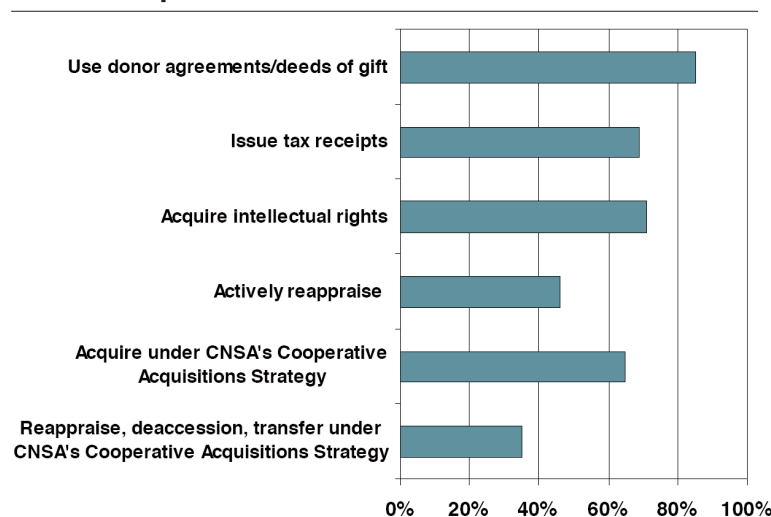 Use donor agreements/deeds of gift
Issue tax receipts
Acquire intellectual rights
Actively reappraise
Acquire under CNSA's Cooperative
Acquisitions Strategy
Reappraise, deaccession, transfer under
CNSA's Cooperative Acquisitions Strategy
0% 20% 40% 60% 80% 100%